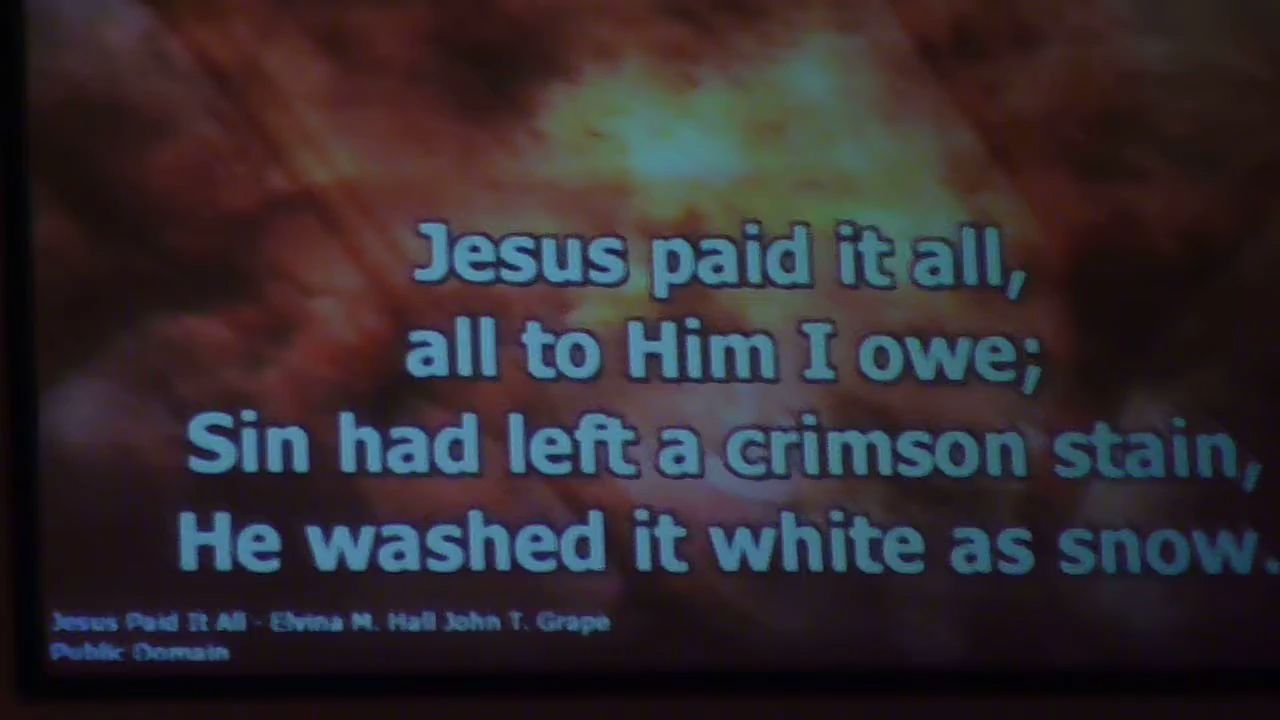 Jesus paid it all,
all to Him I owe;
Sin had left a crimson stain,
He washed it white as snow.
Jesus Paid It All - Elvina M. Hall John T. Grape
Public Domain